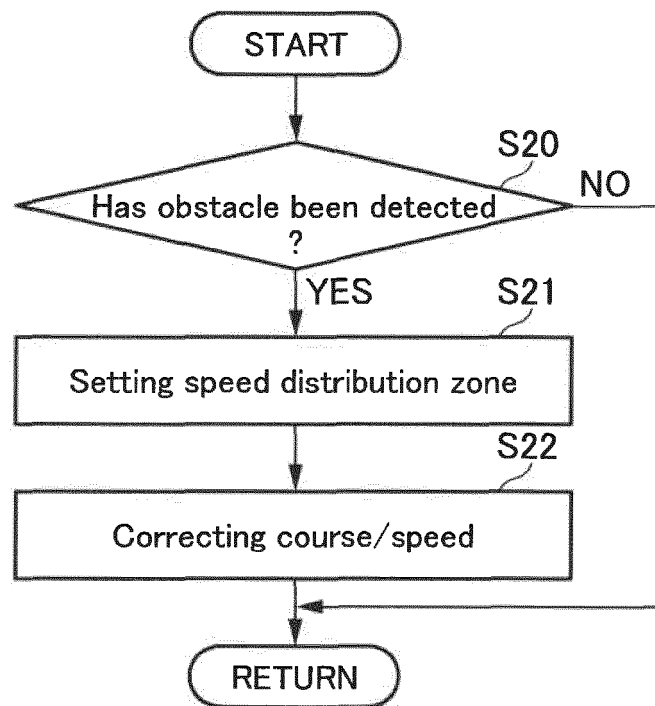 START
S20
NO
Has obstacle been detected
?
YES
S21
Setting speed distribution zone
S22
Correcting course/speed
RETURN